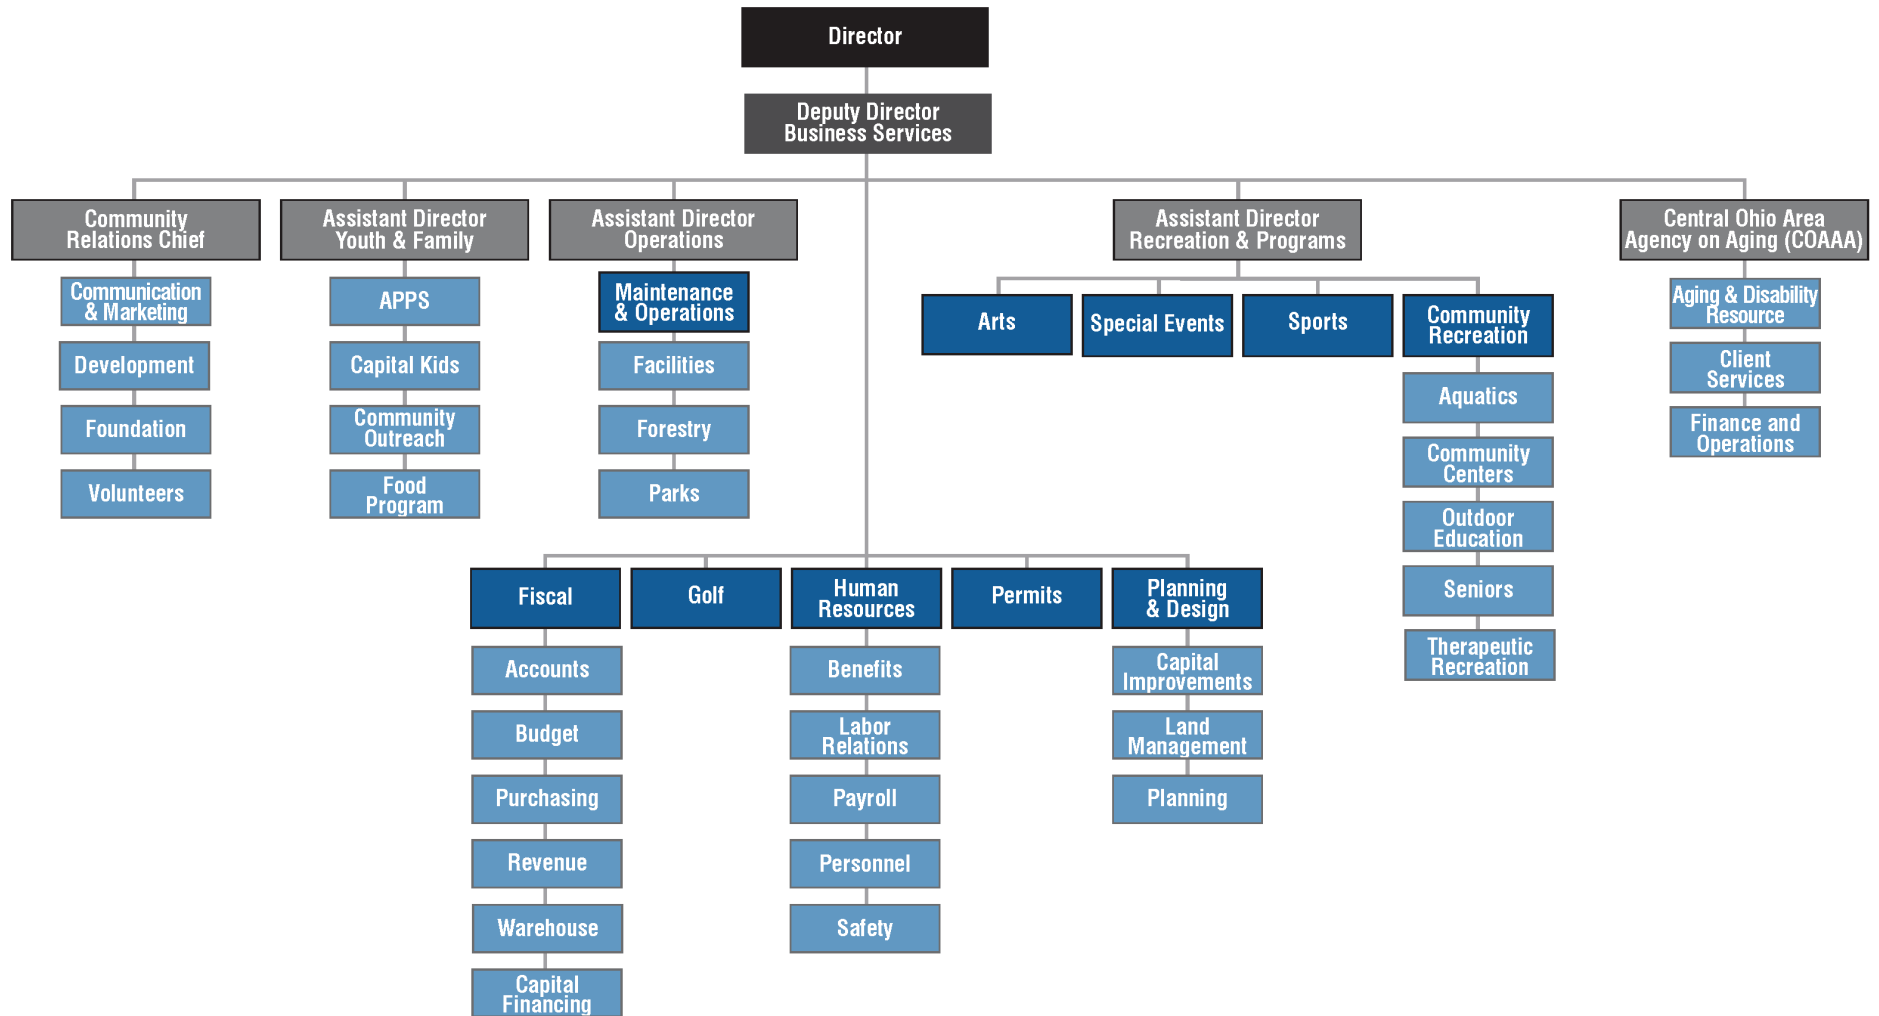 Director
Deputy Director
Business Services
Community
Relations Chief
Communication
& Marketing
Development
Foundation
Volunteers
Assistant Director
Youth & Family
APPS
Capital Kids
Community
Outreach
Food
Program
Assistant Director
Operations
Maintenance
& Operations
Facilities
Forestry
Parks
Assistant Director
Recreation & Programs
Arts
Special Events
Sports
Community
Recreation
Aquatics
Community
Centers
Outdoor
Education
Seniors
Therapeutic
Recreation
Central Ohio Area
Agency on Aging (COAAA)
Aging & Disability
Resource
Client
Services
Finance and
Operations
Fiscal
Accounts
Budget
Purchasing
Revenue
Warehouse
Capital
Financing
Golf
Human
Resources
Benefits
Labor
Relations
Payroll
Personnel
Safety
Permits
Planning
& Design
Capital
Improvements
Land
Management
Planning